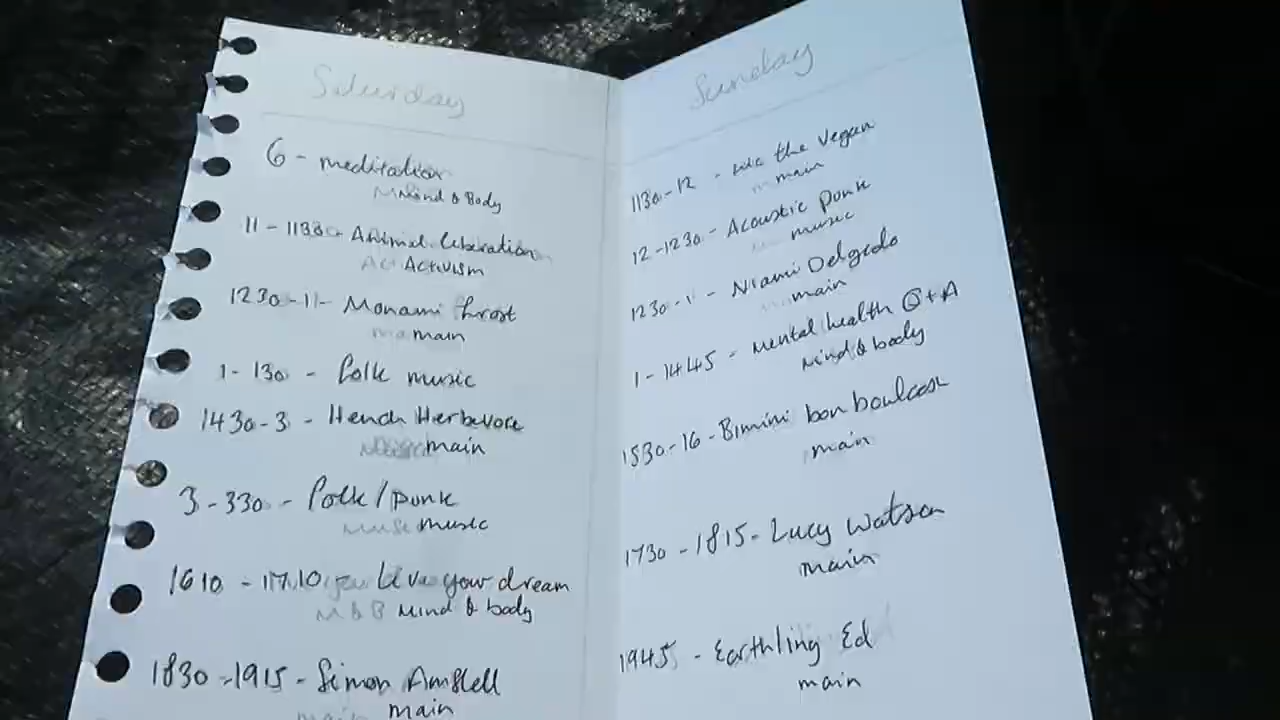 Saturday
6 - meditation
Mind & Body
11 - 1130 - Animal liberation
Activism
1230 - 1 - Monami frost
main
1 - 130 - folk music
1430 - 3 - Hench Herbevore
main
3 - 330 - folk/punk
music
1610 - 1710 Live your dream
M & B Mind & body
1830 - 1915 - Simon Amstell
main
Sunday
1130 - 12 - the vegan
main
12 - 1230 - Acoustic punk
music
1230 - 1 - Niami Delgado
main
1 - 1445 - mental health Q+A
Mind & body
1530 - 16 - Bimini bon boulash
main
1730 - 1815 - Lucy Watson
main
1945 - Earthling Ed
main